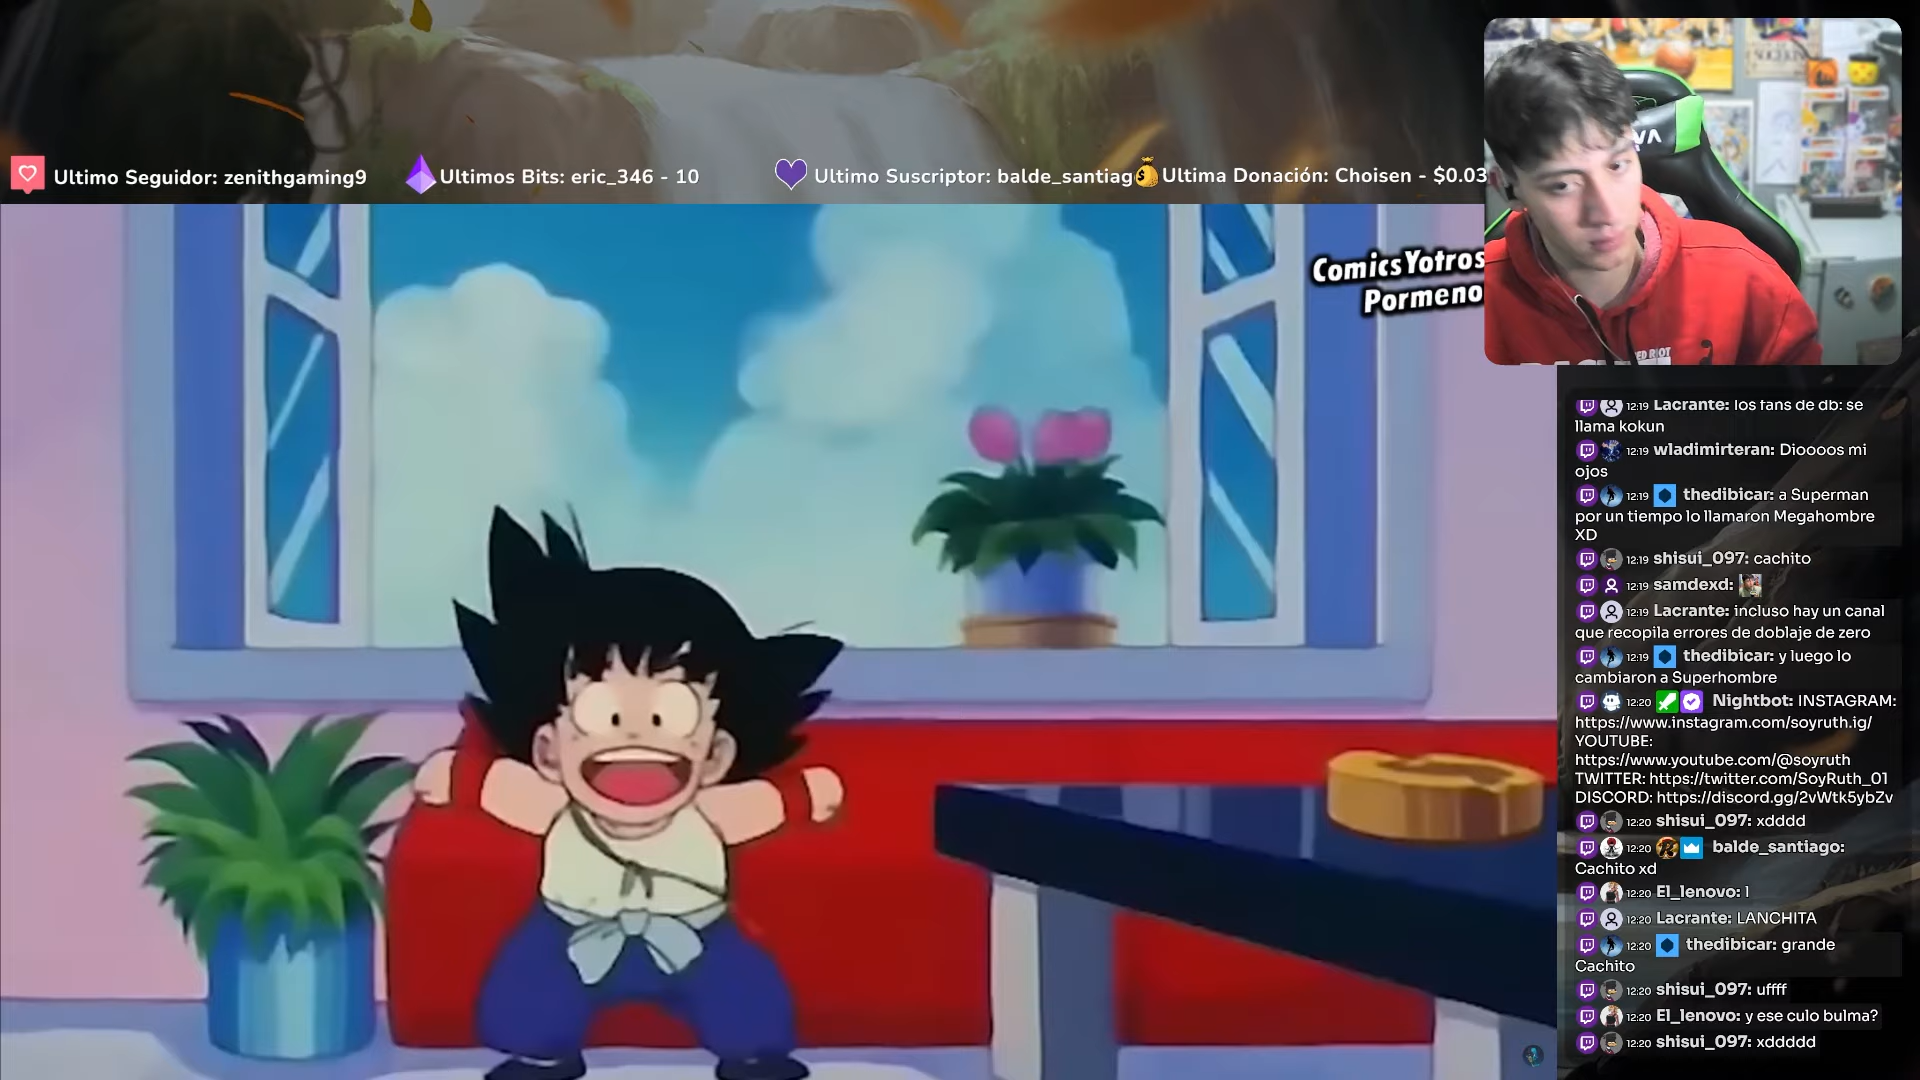 Ultimo Seguidor: zenithgaming9
Ultimos Bits: eric_346 - 10
Ultimo Suscriptor: balde_santiag
Ultima Donación: Choisen - $0.03
ComicsYotros
Pormeno
12:19 Lacrante: los fans de db: se
llama kokun
12:19 wladimirteran: Dioooos mi
ojos
12:19 thedibicar: a Superman
por un tiempo lo llamaron Megahombre
XD
12:19 shisui_097: cachito
12:19 samdexd:
12:19 Lacrante: incluso hay un canal
que recopila errores de doblaje de zero
12:19 thedibicar: y luego lo
cambiaron a Superhombre
12:20 Nightbot: INSTAGRAM:
https://www.instagram.com/soyruth.ig/
YOUTUBE:
https://www.youtube.com/@soyruth
TWITTER: https://twitter.com/SoyRuth_01
DISCORD: https://discord.gg/2vWtk5ybZv
12:20 shisui_097: xdddd
12:20 balde_santiago:
Cachito xd
12:20 El_lenovo: l
12:20 Lacrante: LANCHITA
12:20 thedibicar: grande
Cachito
12:20 shisui_097: uffff
12:20 El_lenovo: y ese culo bulma?
12:20 shisui_097: xddddd